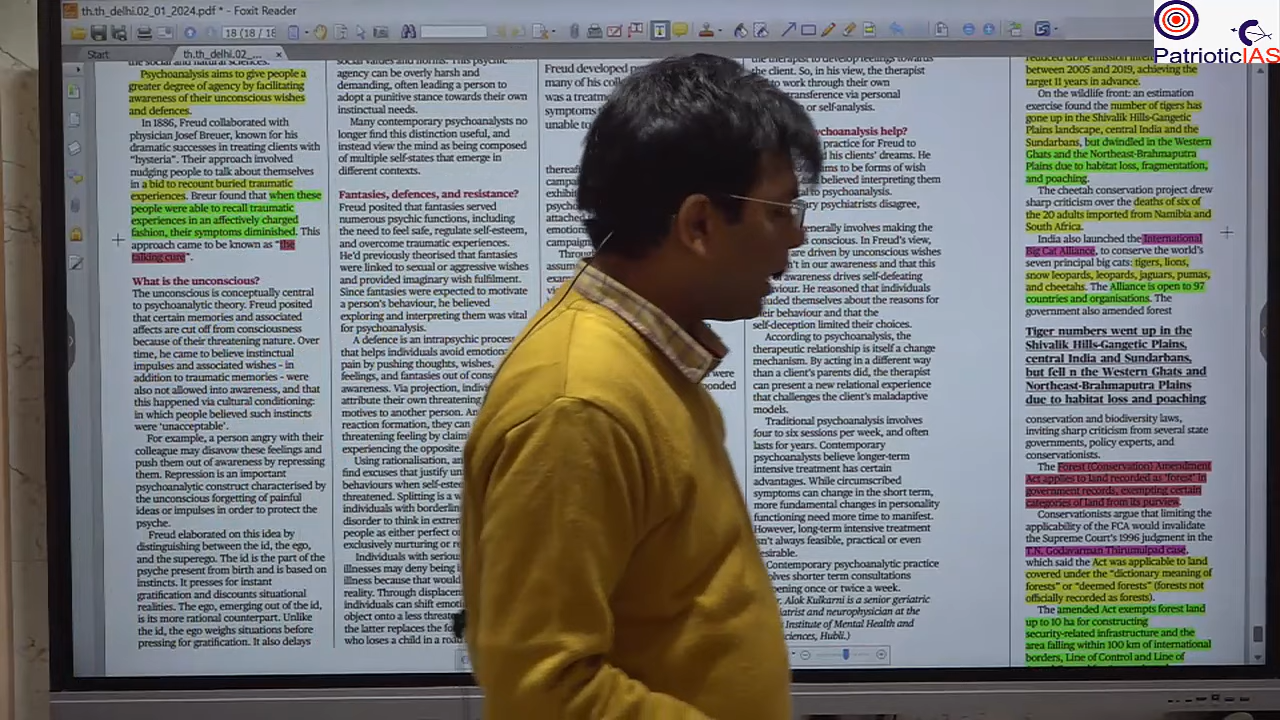 th.th_delhi.02_01_2024.pdf * - Foxit Reader
18 (18 / 18
PatrioticIAS
Start
th.th_delhi.02_...
the social and natural sciences.
Psychoanalysis aims to give people a
greater degree of agency by facilitating
awareness of their unconscious wishes
and defences.
In 1886, Freud collaborated with
physician Josef Breuer, known for his
dramatic successes in treating clients with
“hysteria”. Their approach involved
nudging people to talk about themselves
in a bid to recount buried traumatic
experiences. Breur found that when these
people were able to recall traumatic
experiences in an affectively charged
fashion, their symptoms diminished. This
approach came to be known as “the
talking cure”.
What is the unconscious?
The unconscious is conceptually central
to psychoanalytic theory. Freud posited
that certain memories and associated
affects are cut off from consciousness
because of their threatening nature. Over
time, he came to believe instinctual
impulses and associated wishes – in
addition to traumatic memories – were
also not allowed into awareness, and that
this happened via cultural conditioning:
in which people believed such instincts
were ‘unacceptable’.
For example, a person angry with their
colleague may disavow these feelings and
push them out of awareness by repressing
them. Repression is an important
psychoanalytic construct characterised by
the unconscious forgetting of painful
ideas or impulses in order to protect the
psyche.
Freud elaborated on this idea by
distinguishing between the id, the ego,
and the superego. The id is the part of the
psyche present from birth and is based on
instincts. It presses for instant
gratification and discounts situational
realities. The ego, emerging out of the id,
is its more rational counterpart. Unlike
the id, the ego weighs situations before
pressing for gratification. It also delays
social values and norms. This psychic
agency can be overly harsh and
demanding, often leading a person to
adopt a punitive stance towards their own
instinctual needs.
Many contemporary psychoanalysts no
longer find this distinction useful, and
instead view the mind as being composed
of multiple self-states that emerge in
different contexts.
Fantasies, defences, and resistance?
Freud posited that fantasies served
numerous psychic functions, including
the need to feel safe, regulate self-esteem,
and overcome traumatic experiences.
He’d previously theorised that fantasies
were linked to sexual or aggressive wishes
and provided imaginary wish fulfilment.
Since fantasies were expected to motivate
a person’s behaviour, he believed
exploring and interpreting them was vital
for psychoanalysis.
A defence is an intrapsychic process
that helps individuals avoid emotional
pain by pushing thoughts, wishes,
feelings, and fantasies out of
awareness. Via projection,
attribute their own threatening
motives to another person. An
reaction formation, they can
threatening feeling by
experiencing the opposite.
Using rationalisation,
find excuses that justify
behaviours when
threatened. Splitting is a
individuals with
disorder to think in
people as either perfect or
exclusively nurturing or
Individuals with
illnesses may deny being
illness because that would
reality. Through
individuals can shift
object onto a less
the latter replaces the
who loses a child in a
Freud developed
many of his
was a
symptoms
unable to
were
the therapist to develop feelings towards
the client. So, in his view, the therapist
to work through their own
transference via personal
or self-analysis.
psychoanalysis help?
practice for Freud to
his clients’ dreams. He
to be forms of wish
believed interpreting them
to psychoanalysis.
psychiatrists disagree,
generally involves making the
conscious. In Freud’s view,
are driven by unconscious wishes
in our awareness and that this
awareness drives self-defeating
He reasoned that individuals
themselves about the reasons for
their behaviour and that the
self-deception limited their choices.
According to psychoanalysis, the
therapeutic relationship is itself a change
mechanism. By acting in a different way
than a client’s parents did, the therapist
can present a new relational experience
that challenges the client’s maladaptive
models.
Traditional psychoanalysis involves
four to six sessions per week, and often
lasts for years. Contemporary
psychoanalysts believe longer-term
intensive treatment has certain
advantages. While circumscribed
symptoms can change in the short term,
more fundamental changes in personality
functioning need more time to manifest.
However, long-term intensive treatment
isn’t always feasible, practical or even
desirable.
Contemporary psychoanalytic practice
involves shorter term consultations
happening once or twice a week.
Alok Kulkarni is a senior geriatric
and neurophysician at the
Institute of Mental Health and
Hubli.)
between 2005 and 2019, achieving the
target 11 years in advance.
On the wildlife front: an estimation
exercise found the number of tigers has
gone up in the Shivalik Hills-Gangetic
Plains landscape, central India and the
Sundarbans, but dwindled in the Western
Ghats and the Northeast-Brahmaputra
Plains due to habitat loss, fragmentation,
and poaching.
The cheetah conservation project drew
sharp criticism over the deaths of six of
the 20 adults imported from Namibia and
South Africa.
India also launched the International
Big Cat Alliance, to conserve the world’s
seven principal big cats: tigers, lions,
snow leopards, leopards, jaguars, pumas,
and cheetahs. The Alliance is open to 97
countries and organisations. The
government also amended forest
Tiger numbers went up in the
Shivalik Hills-Gangetic Plains,
central India and Sundarbans,
but fell n the Western Ghats and
Northeast-Brahmaputra Plains
due to habitat loss and poaching
conservation and biodiversity laws,
inviting sharp criticism from several state
governments, policy experts, and
conservationists.
The Forest (Conservation) Amendment
Act applies to land recorded as ‘forest’ in
government records, exempting certain
categories of land from its purview.
Conservationists argue that limiting the
applicability of the FCA would invalidate
the Supreme Court’s 1996 judgment in the
T.N. Godavarman Thirumulpad case,
which said the Act was applicable to land
covered under the “dictionary meaning of
forests” or “deemed forests” (forests not
officially recorded as forests).
The amended Act exempts forest land
up to 10 ha for constructing
security-related infrastructure and the
area falling within 100 km of international
borders, Line of Control and Line of